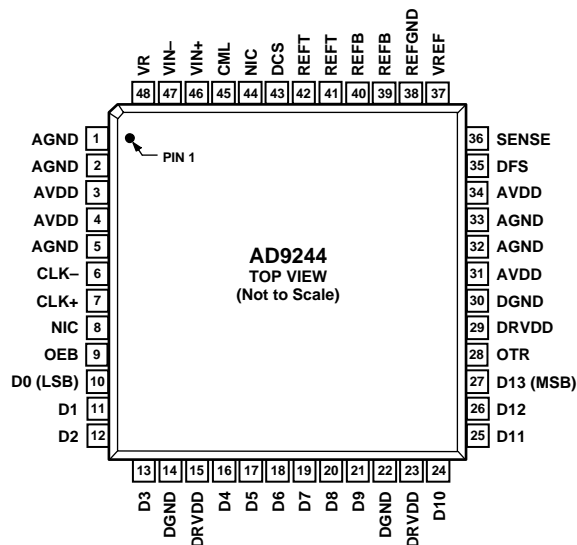 VR
VIN–
VIN+
CML
NIC
DCS
REFT
REFT
REFB
REFB
REFGND
VREF
48 47 46 45 44 43 42 41 40 39 38 37
AGND 1
AGND 2
AVDD 3
AVDD 4
AGND 5
CLK– 6
CLK+ 7
NIC 8
OEB 9
D0 (LSB) 10
D1 11
D2 12
PIN 1
AD9244
TOP VIEW
(Not to Scale)
36 SENSE
35 DFS
34 AVDD
33 AGND
32 AGND
31 AVDD
30 DGND
29 DRVDD
28 OTR
27 D13 (MSB)
26 D12
25 D11
13 14 15 16 17 18 19 20 21 22 23 24
D3
DGND
DRVDD
D4
D5
D6
D7
D8
D9
DGND
DRVDD
D10